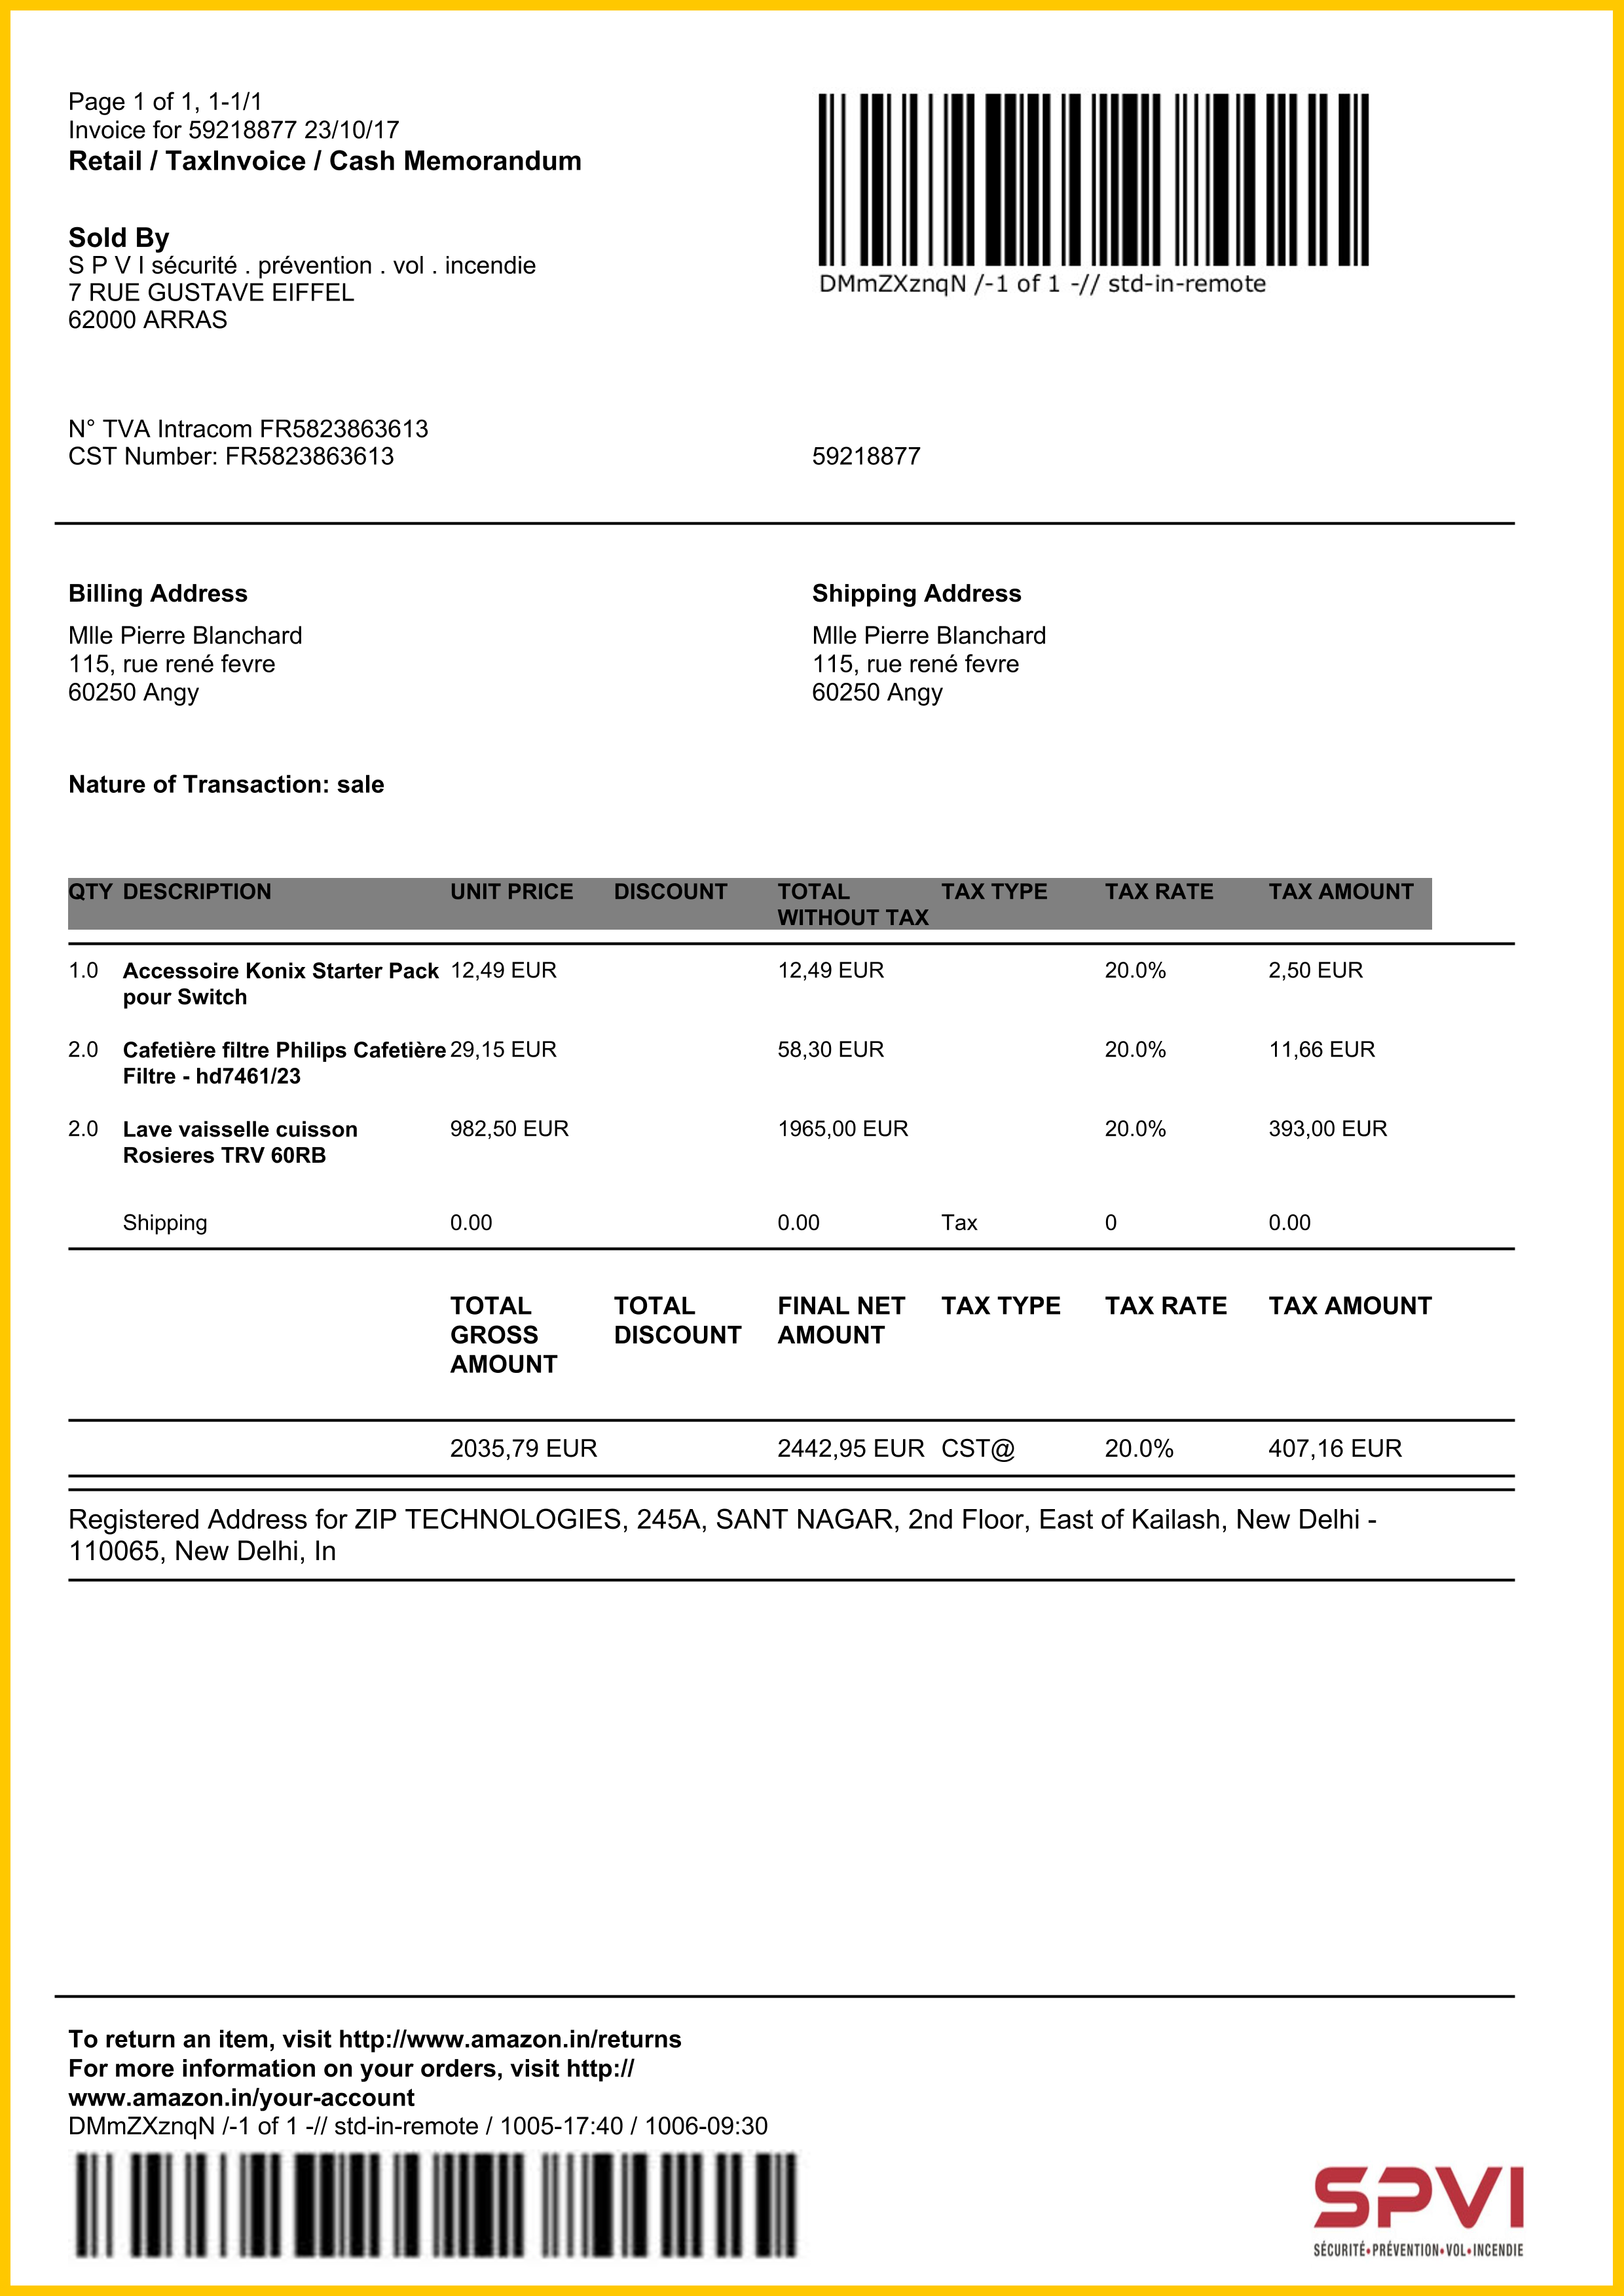 Page 1 of 1, 1-1/1
Invoice for 59218877 23/10/17
Retail / TaxInvoice / Cash Memorandum
DMmZXznqN /-1 of 1 -// std-in-remote
Sold By
S P V I sécurité . prévention . vol . incendie
7 RUE GUSTAVE EIFFEL
62000 ARRAS
N° TVA Intracom FR5823863613
CST Number: FR5823863613
59218877
Billing Address
Mlle Pierre Blanchard
115, rue rené fevre
60250 Angy
Shipping Address
Mlle Pierre Blanchard
115, rue rené fevre
60250 Angy
Nature of Transaction: sale
QTY DESCRIPTION UNIT PRICE DISCOUNT TOTAL TAX TYPE TAX RATE TAX AMOUNT
WITHOUT TAX
1.0 Accessoire Konix Starter Pack 12,49 EUR 12,49 EUR 20.0% 2,50 EUR
pour Switch
2.0 Cafetière filtre Philips Cafetière 29,15 EUR 58,30 EUR 20.0% 11,66 EUR
Filtre - hd7461/23
2.0 Lave vaisselle cuisson 982,50 EUR 1965,00 EUR 20.0% 393,00 EUR
Rosieres TRV 60RB
Shipping 0.00 0.00 Tax 0 0.00
TOTAL TOTAL FINAL NET TAX TYPE TAX RATE TAX AMOUNT
GROSS DISCOUNT AMOUNT
AMOUNT
2035,79 EUR 2442,95 EUR CST@ 20.0% 407,16 EUR
Registered Address for ZIP TECHNOLOGIES, 245A, SANT NAGAR, 2nd Floor, East of Kailash, New Delhi -
110065, New Delhi, In
To return an item, visit http://www.amazon.in/returns
For more information on your orders, visit http://
www.amazon.in/your-account
DMmZXznqN /-1 of 1 -// std-in-remote / 1005-17:40 / 1006-09:30
SPVI
SÉCURITÉ•PRÉVENTION•VOL•INCENDIE